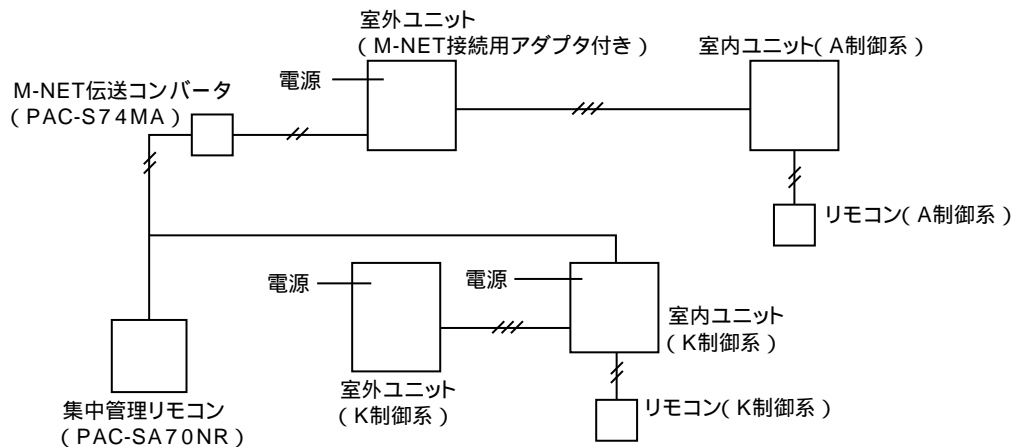 室外ユニット
(M-NET接続用アダプタ付き)
室内ユニット(A制御系)
電源
M-NET伝送コンバータ
(PAC-S74MA)
リモコン(A制御系)
電源
電源
室内ユニット
(K制御系)
室外ユニット
(K制御系)
リモコン(K制御系)
集中管理リモコン
(PAC-SA70NR)